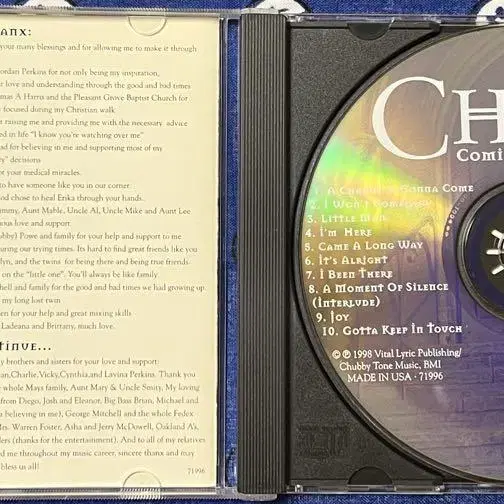 anx:
your many blessings and for allowing me to make it through
ordan Perkins for not only being my inspiration,
r love and understanding through the good and bad times
mas A Harris and the Pleasant Grove Baptist Church for
focused during my Christian walk
raising me and providing me with the necessary advice
ed in life "I know you're watching over me"
ad for believing in me and supporting most of my
y" decisions
ot your medical miracles.
to have someone like you in our corner
d chose to heal Erika through your hands.
immy, Aunt Mable, Uncle Al, Uncle Mike and Aunt Lee
ious love and support
ubby) Powe and family for your help and support to me
uring our trying times. Its hard to find great friends like you
lyn, and the twins for being there and being true friends
on the "little one". You'll always be like family
hell and family for the good and bad times we had growing up
my long lost twin
en for your help and great mixing skills
Ladeana and Brittany, much love.
tinue...
y brothers and sisters for your love and support:
an,Charlie,Vicky,Cynthia,and Lavina Perkins. Thank you
whole Mays family, Aunt Mary & Uncle Smity, My loving
from Diego, Josh and Eleanor, Big Bass Brian, Michael and
a believing in me), George Mitchell and the whole Fedex
Mrs. Warren Foster, Asha and Jerry McDowell, Oakland A's,
ders (thanks for the entertainment). And to all of my relatives
ed me throughout my music career, sincere thanx and may
bless us all!
71996
Ch
Comi
1. A Change's Gonna Come
2. I Won't
3. Little Man
4. I'm Here
5. Came A Long Way
6. It's Alright
7. I Been There
8. A Moment Of Silence
(Interlude)
9. Joy
10. Gotta Keep In Touch
© ℗ 1998 Vital Lyric Publishing/
Chubby Tone Music, BMI
MADE IN USA · 71996